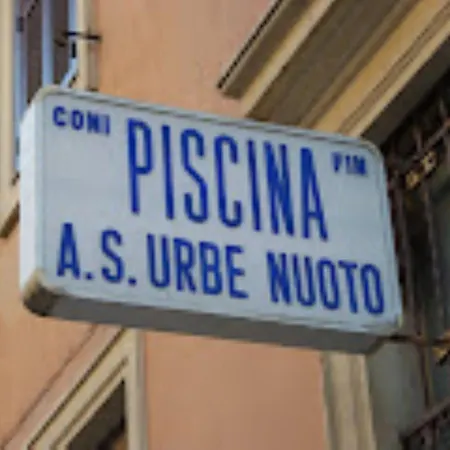 CONI FIN
PISCINA
A.S. URBE NUOTO